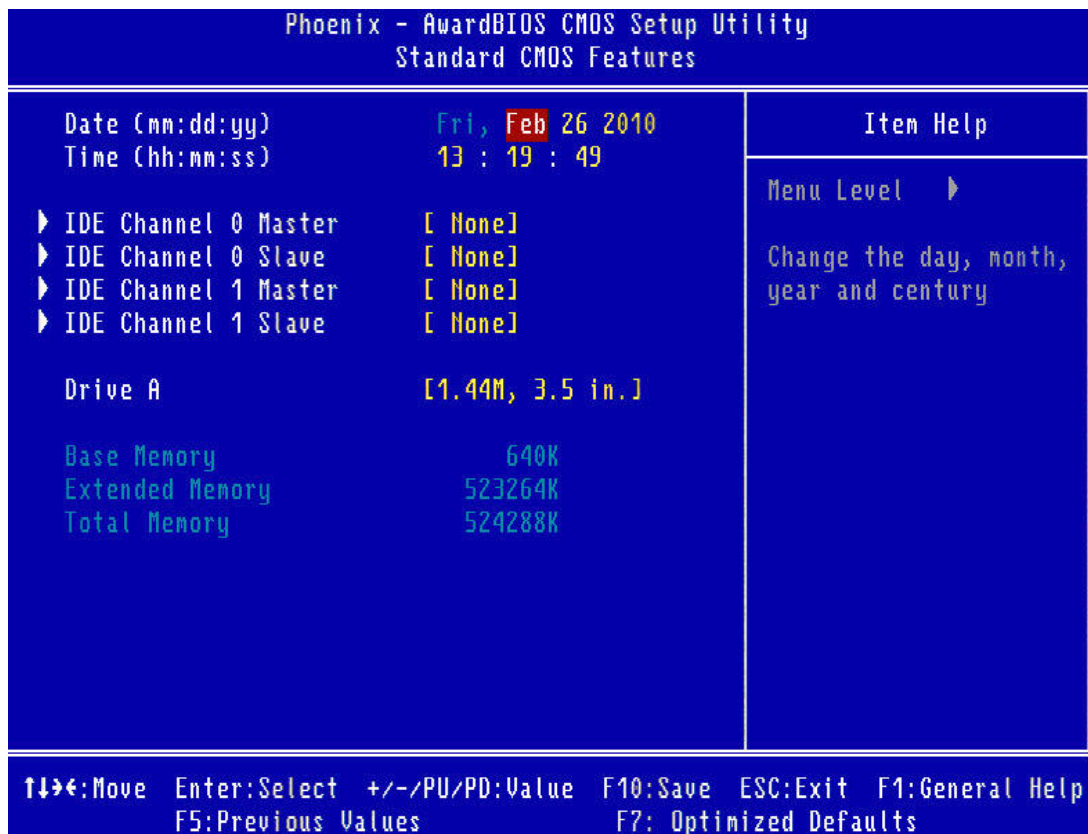 Phoenix - AwardBIOS CMOS Setup Utility
Standard CMOS Features
Date (mm:dd:yy) Fri, Feb 26 2010
Time (hh:mm:ss) 13 : 19 : 49
IDE Channel 0 Master [ None]
IDE Channel 0 Slave [ None]
IDE Channel 1 Master [ None]
IDE Channel 1 Slave [ None]
Drive A [1.44M, 3.5 in.]
Base Memory 640K
Extended Memory 523264K
Total Memory 524288K
Item Help
Menu Level
Change the day, month,
year and century
↑↓→←:Move Enter:Select +/-/PU/PD:Value F10:Save ESC:Exit F1:General Help
F5:Previous Values F7: Optimized Defaults